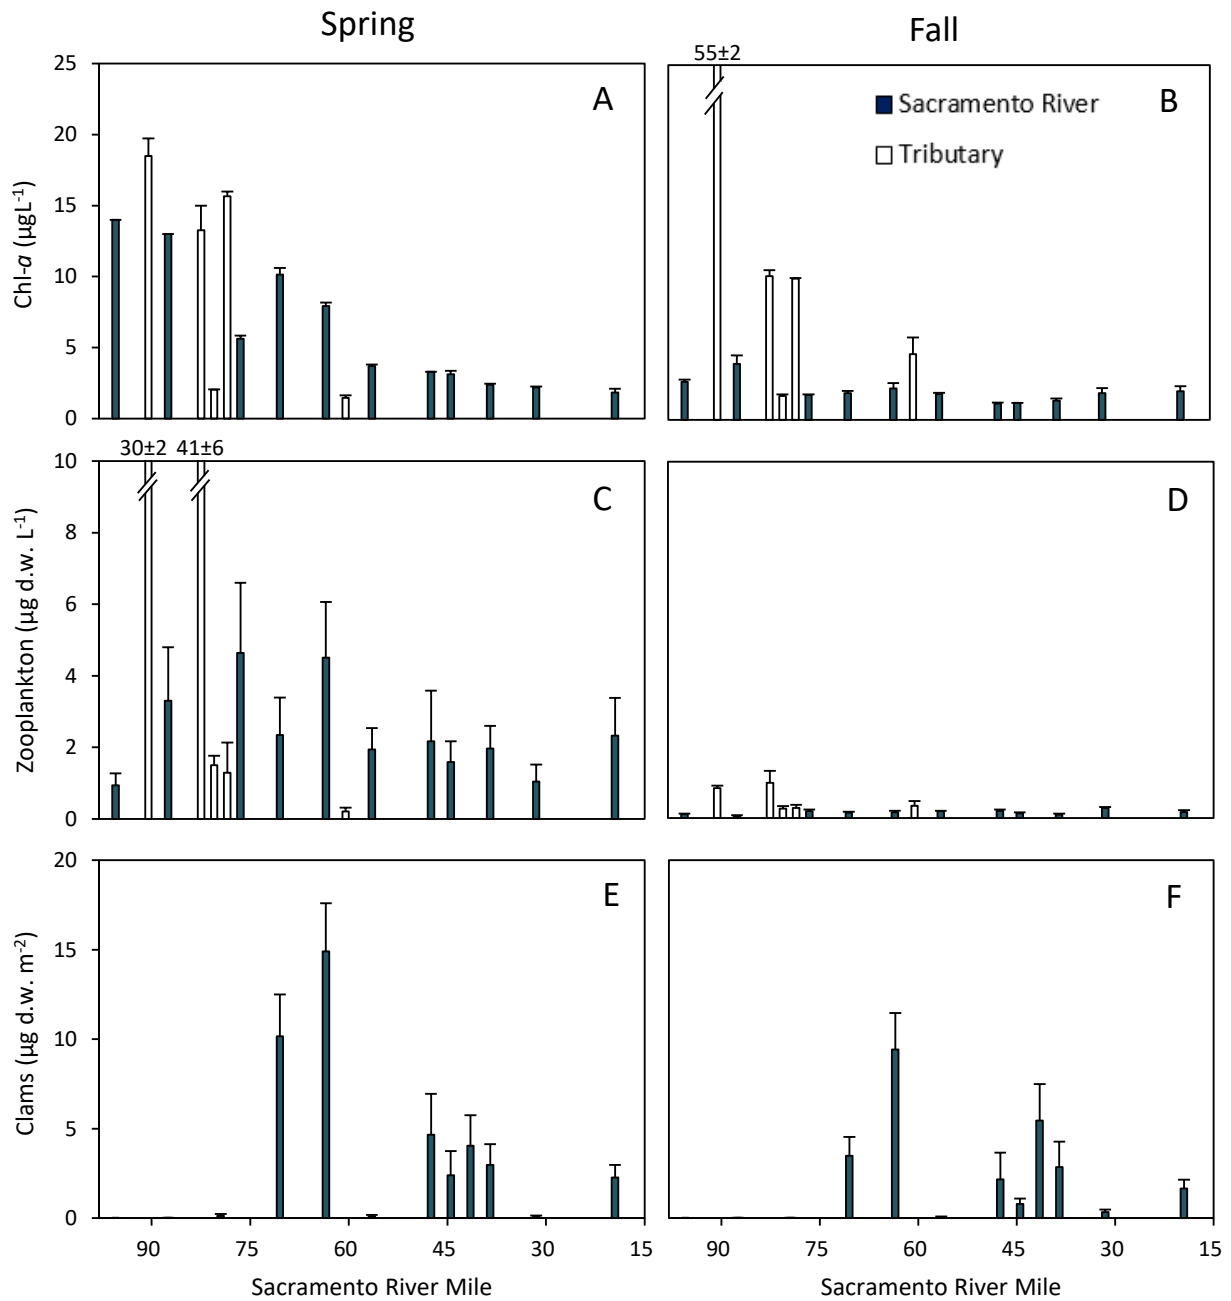 Spring
Fall
55±2
25
20
15
10
5
0
Chl-a (µgL-1)
A
B
Sacramento River
Tributary
30±2 41±6
10
8
6
4
2
0
Zooplankton (µg d.w. L-1)
C
D
20
15
10
5
0
Clams (µg d.w. m-2)
E
F
90 75 60 45 30 15
90 75 60 45 30 15
Sacramento River Mile
Sacramento River Mile